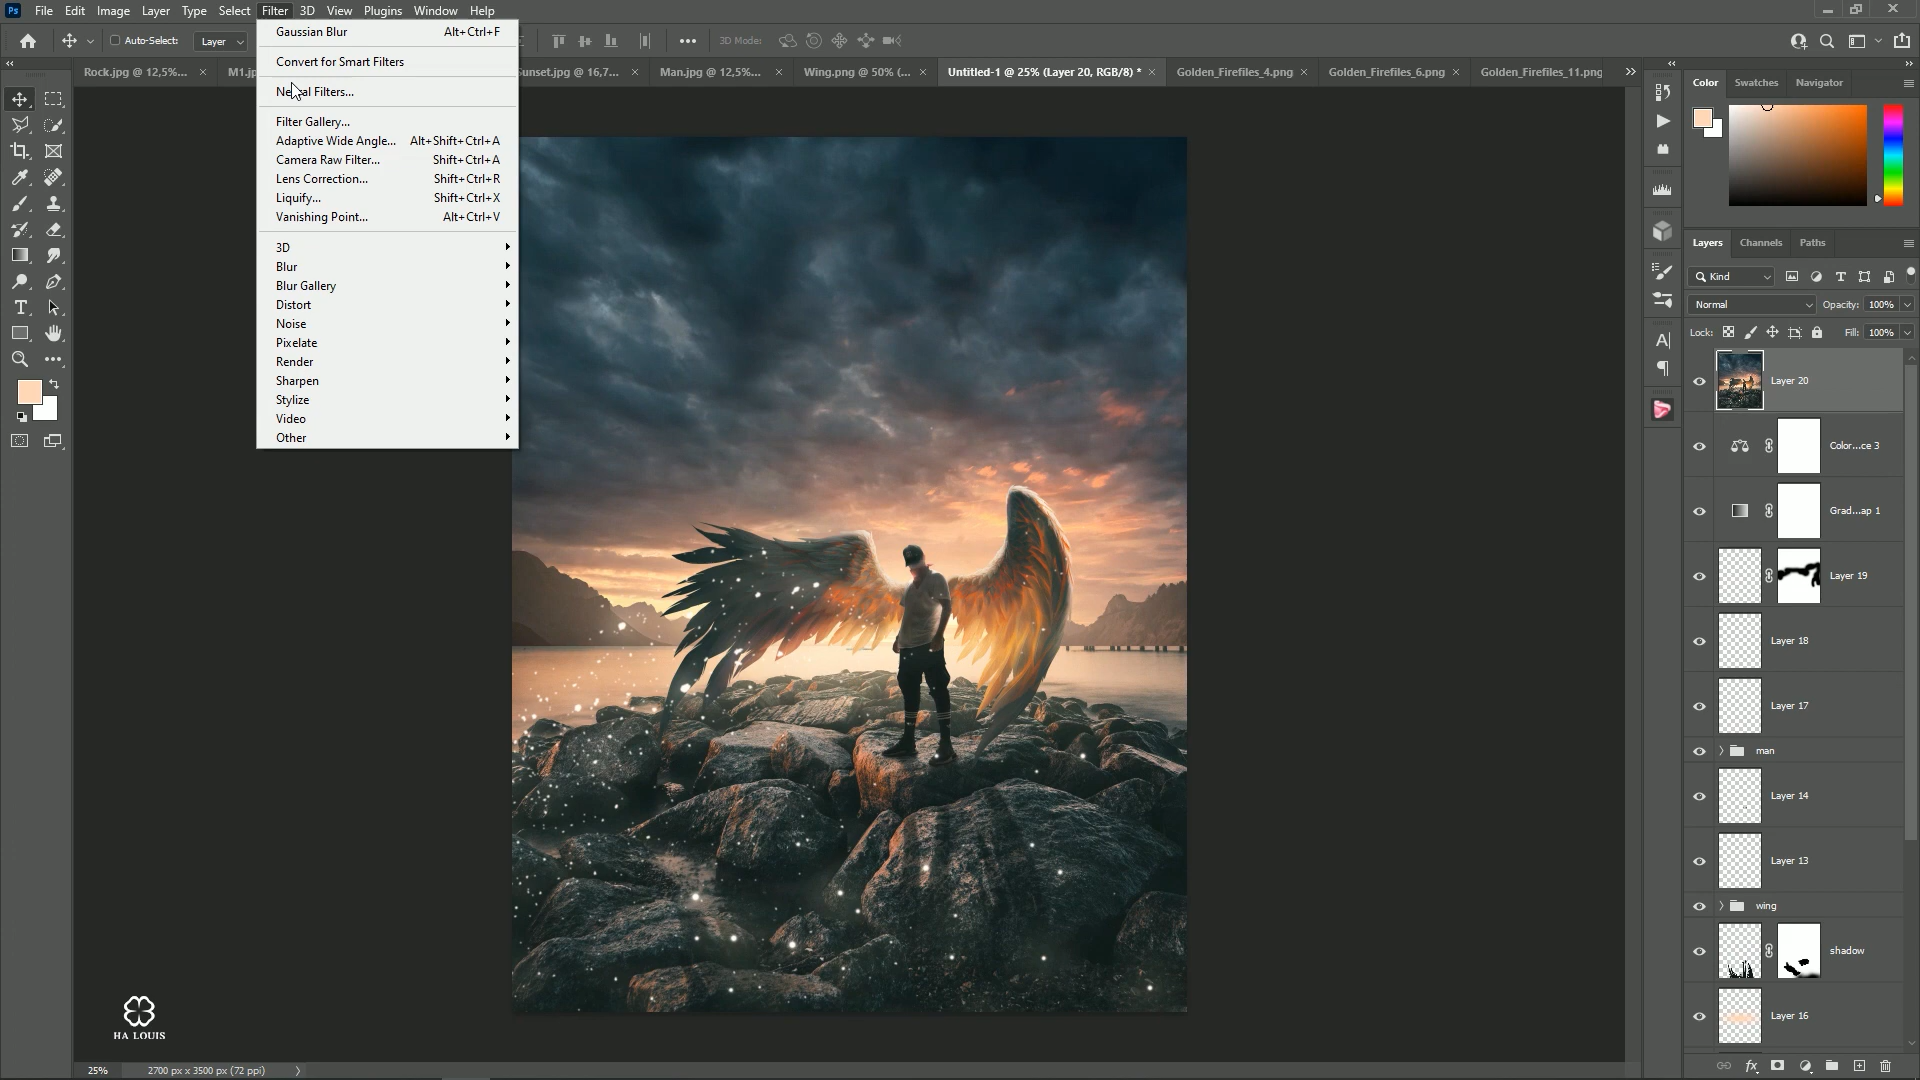 Ps File Edit Image Layer Type Select Filter 3D View Plugins Window Help
Auto-Select: Layer 3D Mode:
Rock.jpg @ 12,5%... M1.j Sunset.jpg @ 16,7... Man.jpg @ 12,5%... Wing.png @ 50% (... Untitled-1 @ 25% (Layer 20, RGB/8) * Golden_Firefiles_4.png Golden_Firefiles_6.png Golden_Firefiles_11.png
Gaussian Blur Alt+Ctrl+F
Convert for Smart Filters
Neural Filters...
Filter Gallery...
Adaptive Wide Angle... Alt+Shift+Ctrl+A
Camera Raw Filter... Shift+Ctrl+A
Lens Correction... Shift+Ctrl+R
Liquify... Shift+Ctrl+X
Vanishing Point... Alt+Ctrl+V
3D
Blur
Blur Gallery
Distort
Noise
Pixelate
Render
Sharpen
Stylize
Video
Other
Color Swatches Navigator
Layers Channels Paths
Kind
Normal Opacity: 100%
Lock: Fill: 100%
Layer 20
Color...ce 3
Grad...ap 1
Layer 19
Layer 18
Layer 17
man
Layer 14
Layer 13
wing
shadow
Layer 16
HA LOUIS
25% 2700 px x 3500 px (72 ppi)